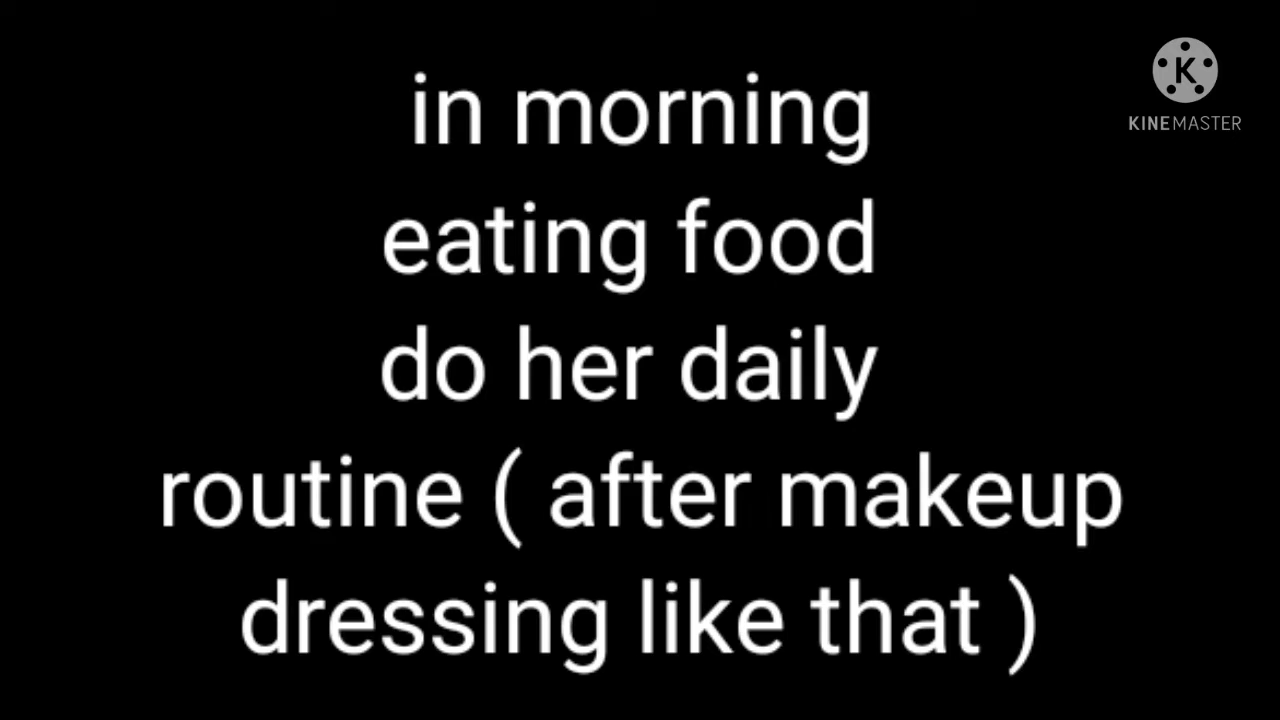 in morning
eating food
do her daily
routine ( after makeup
dressing like that )
K
KINEMASTER